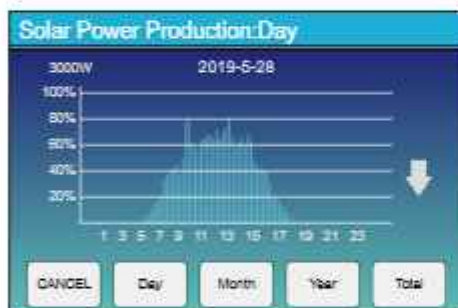 Solar Power Production:Day
3000W 2019-5-28
100%
80%
60%
40%
20%
1 3 5 7 9 11 13 15 17 19 21 23
CANCEL Day Month Year Total